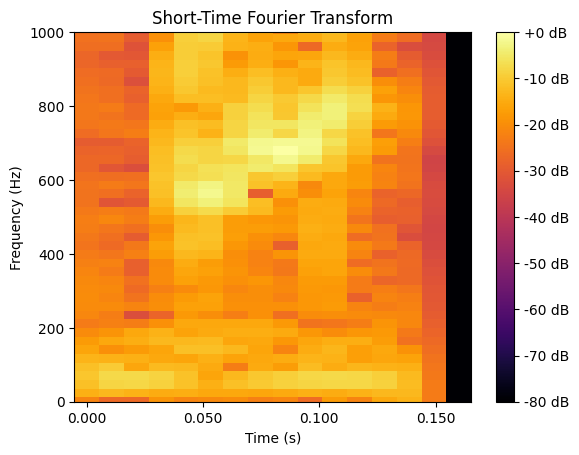 Short-Time Fourier Transform
1000
800
600
400
200
0
Frequency (Hz)
0.000
0.050
0.100
0.150
Time (s)
+0 dB
-10 dB
-20 dB
-30 dB
-40 dB
-50 dB
-60 dB
-70 dB
-80 dB